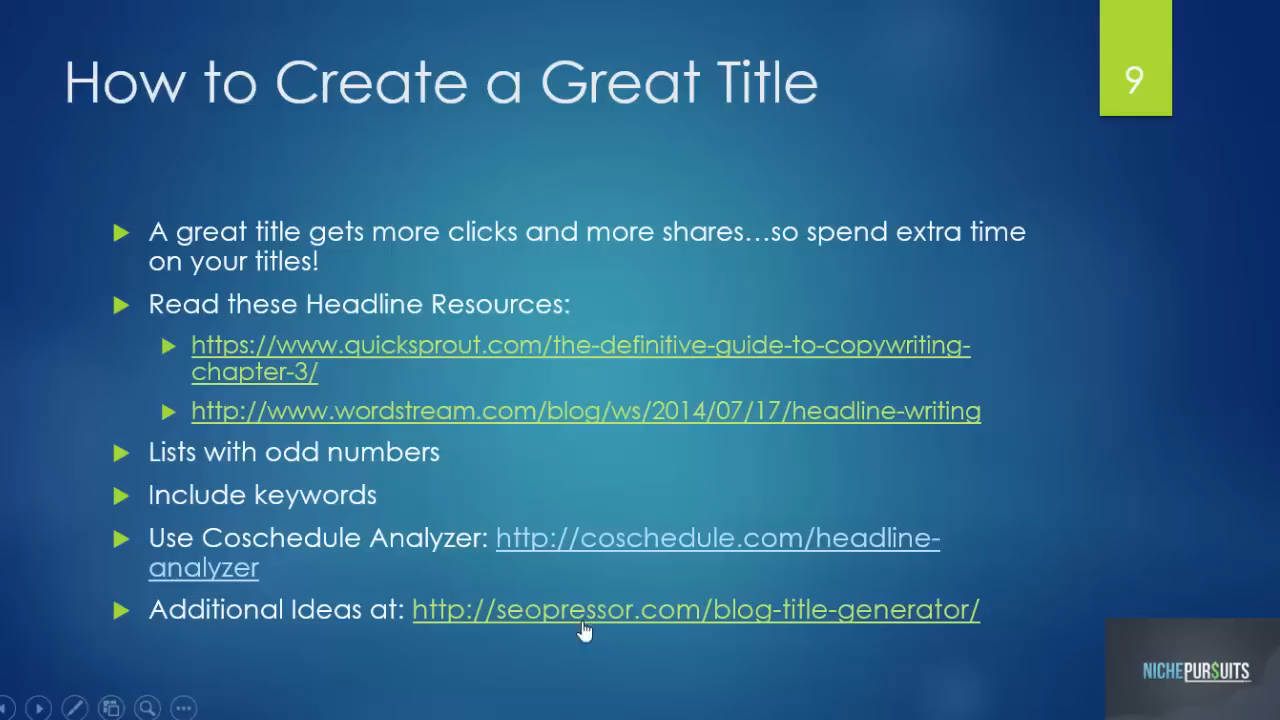 How to Create a Great Title
9
A great title gets more clicks and more shares...so spend extra time
on your titles!
Read these Headline Resources:
https://www.quicksprout.com/the-definitive-guide-to-copywriting-
chapter-3/
http://www.wordstream.com/blog/ws/2014/07/17/headline-writing
Lists with odd numbers
Include keywords
Use Coschedule Analyzer: http://coschedule.com/headline-
analyzer
Additional Ideas at: http://seopressor.com/blog-title-generator/
NICHEPUR$UITS